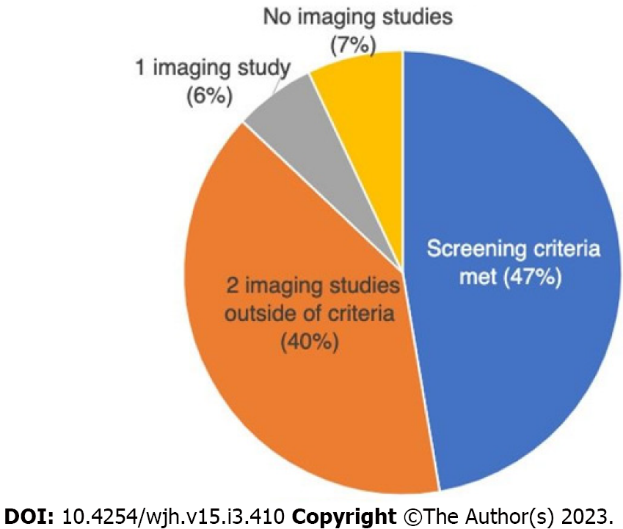 No imaging studies
(7%)
1 imaging study
(6%)
Screening criteria
met (47%)
2 imaging studies
outside of criteria
(40%)
DOI: 10.4254/wjh.v15.i3.410 Copyright ©The Author(s) 2023.